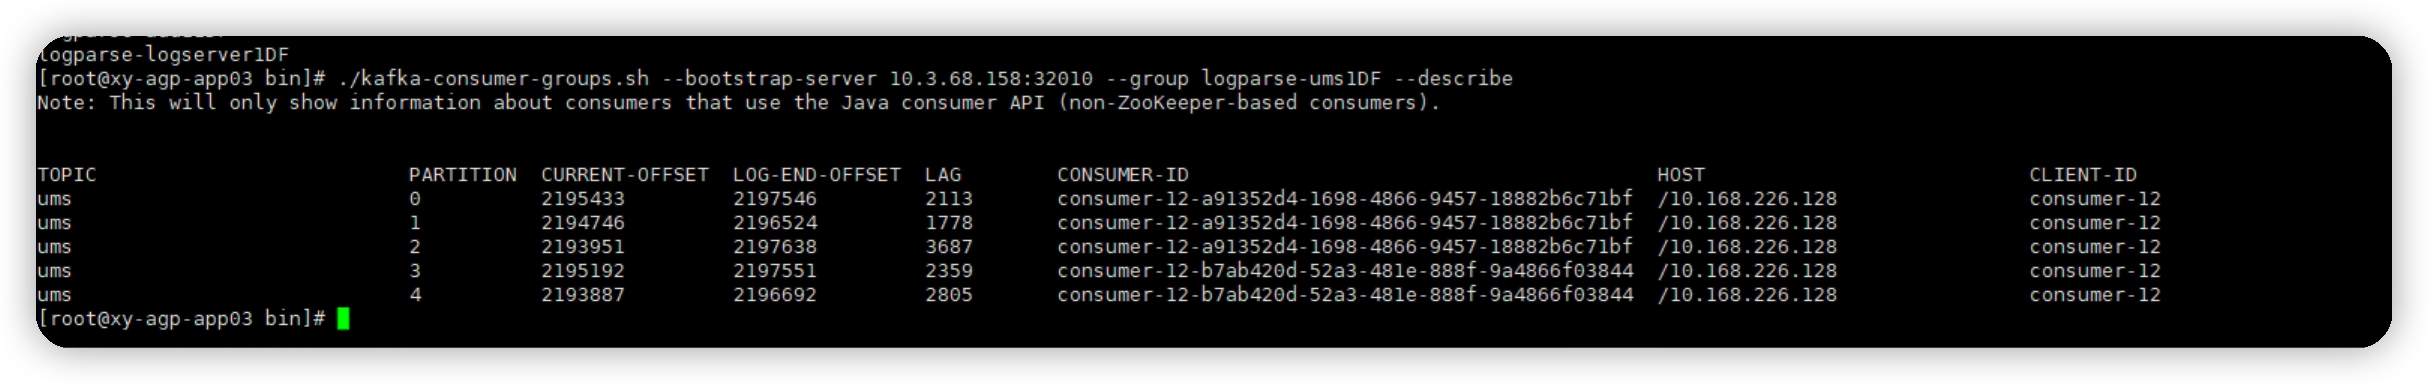 logparse-logserver1DF
[root@xy-agp-app03 bin]# ./kafka-consumer-groups.sh --bootstrap-server 10.3.68.158:32010 --group logparse-ums1DF --describe
Note: This will only show information about consumers that use the Java consumer API (non-ZooKeeper-based consumers).
TOPIC PARTITION CURRENT-OFFSET LOG-END-OFFSET LAG CONSUMER-ID HOST CLIENT-ID
ums 0 2195433 2197546 2113 consumer-12-a91352d4-1698-4866-9457-18882b6c71bf /10.168.226.128 consumer-12
ums 1 2194746 2196524 1778 consumer-12-a91352d4-1698-4866-9457-18882b6c71bf /10.168.226.128 consumer-12
ums 2 2193951 2197638 3687 consumer-12-a91352d4-1698-4866-9457-18882b6c71bf /10.168.226.128 consumer-12
ums 3 2195192 2197551 2359 consumer-12-b7ab420d-52a3-481e-888f-9a4866f03844 /10.168.226.128 consumer-12
ums 4 2193887 2196692 2805 consumer-12-b7ab420d-52a3-481e-888f-9a4866f03844 /10.168.226.128 consumer-12
[root@xy-agp-app03 bin]#